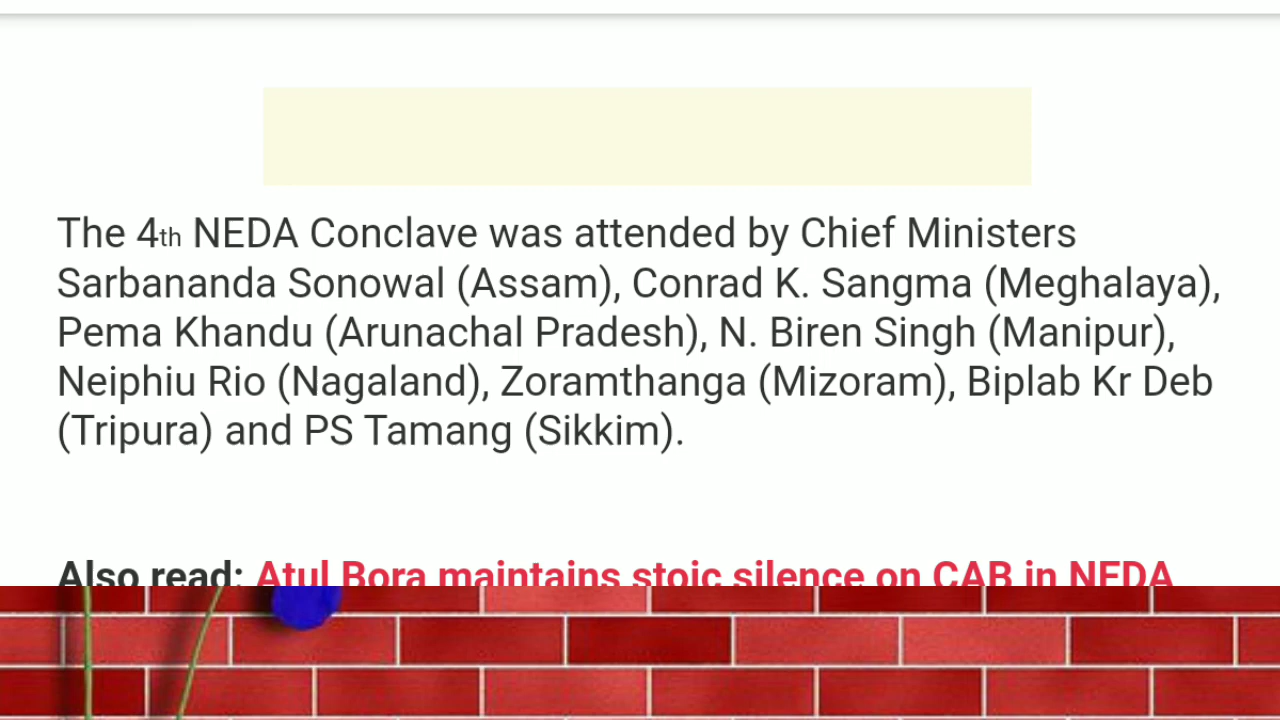 The 4th NEDA Conclave was attended by Chief Ministers
Sarbananda Sonowal (Assam), Conrad K. Sangma (Meghalaya),
Pema Khandu (Arunachal Pradesh), N. Biren Singh (Manipur),
Neiphiu Rio (Nagaland), Zoramthanga (Mizoram), Biplab Kr Deb
(Tripura) and PS Tamang (Sikkim).
Also read: Atul Bora maintains stoic silence on CAB in NEDA